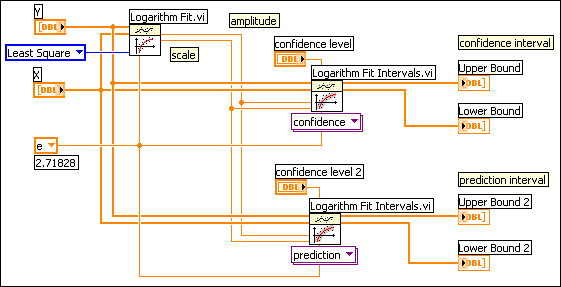 Y
Logarithm Fit.vi
amplitude
DBL
Least Square
scale
confidence level
confidence interval
DBL
X
Logarithm Fit Intervals.vi
Upper Bound
DBL
DBL
Lower Bound
confidence
DBL
e
2.71828
confidence level 2
prediction interval
DBL
Logarithm Fit Intervals.vi
Upper Bound 2
DBL
Lower Bound 2
prediction
DBL